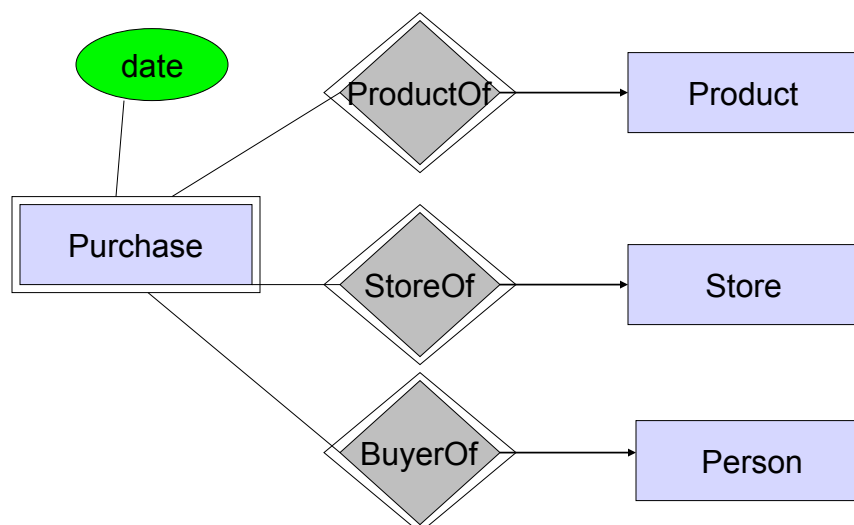 date
ProductOf
Product
Purchase
StoreOf
Store
BuyerOf
Person